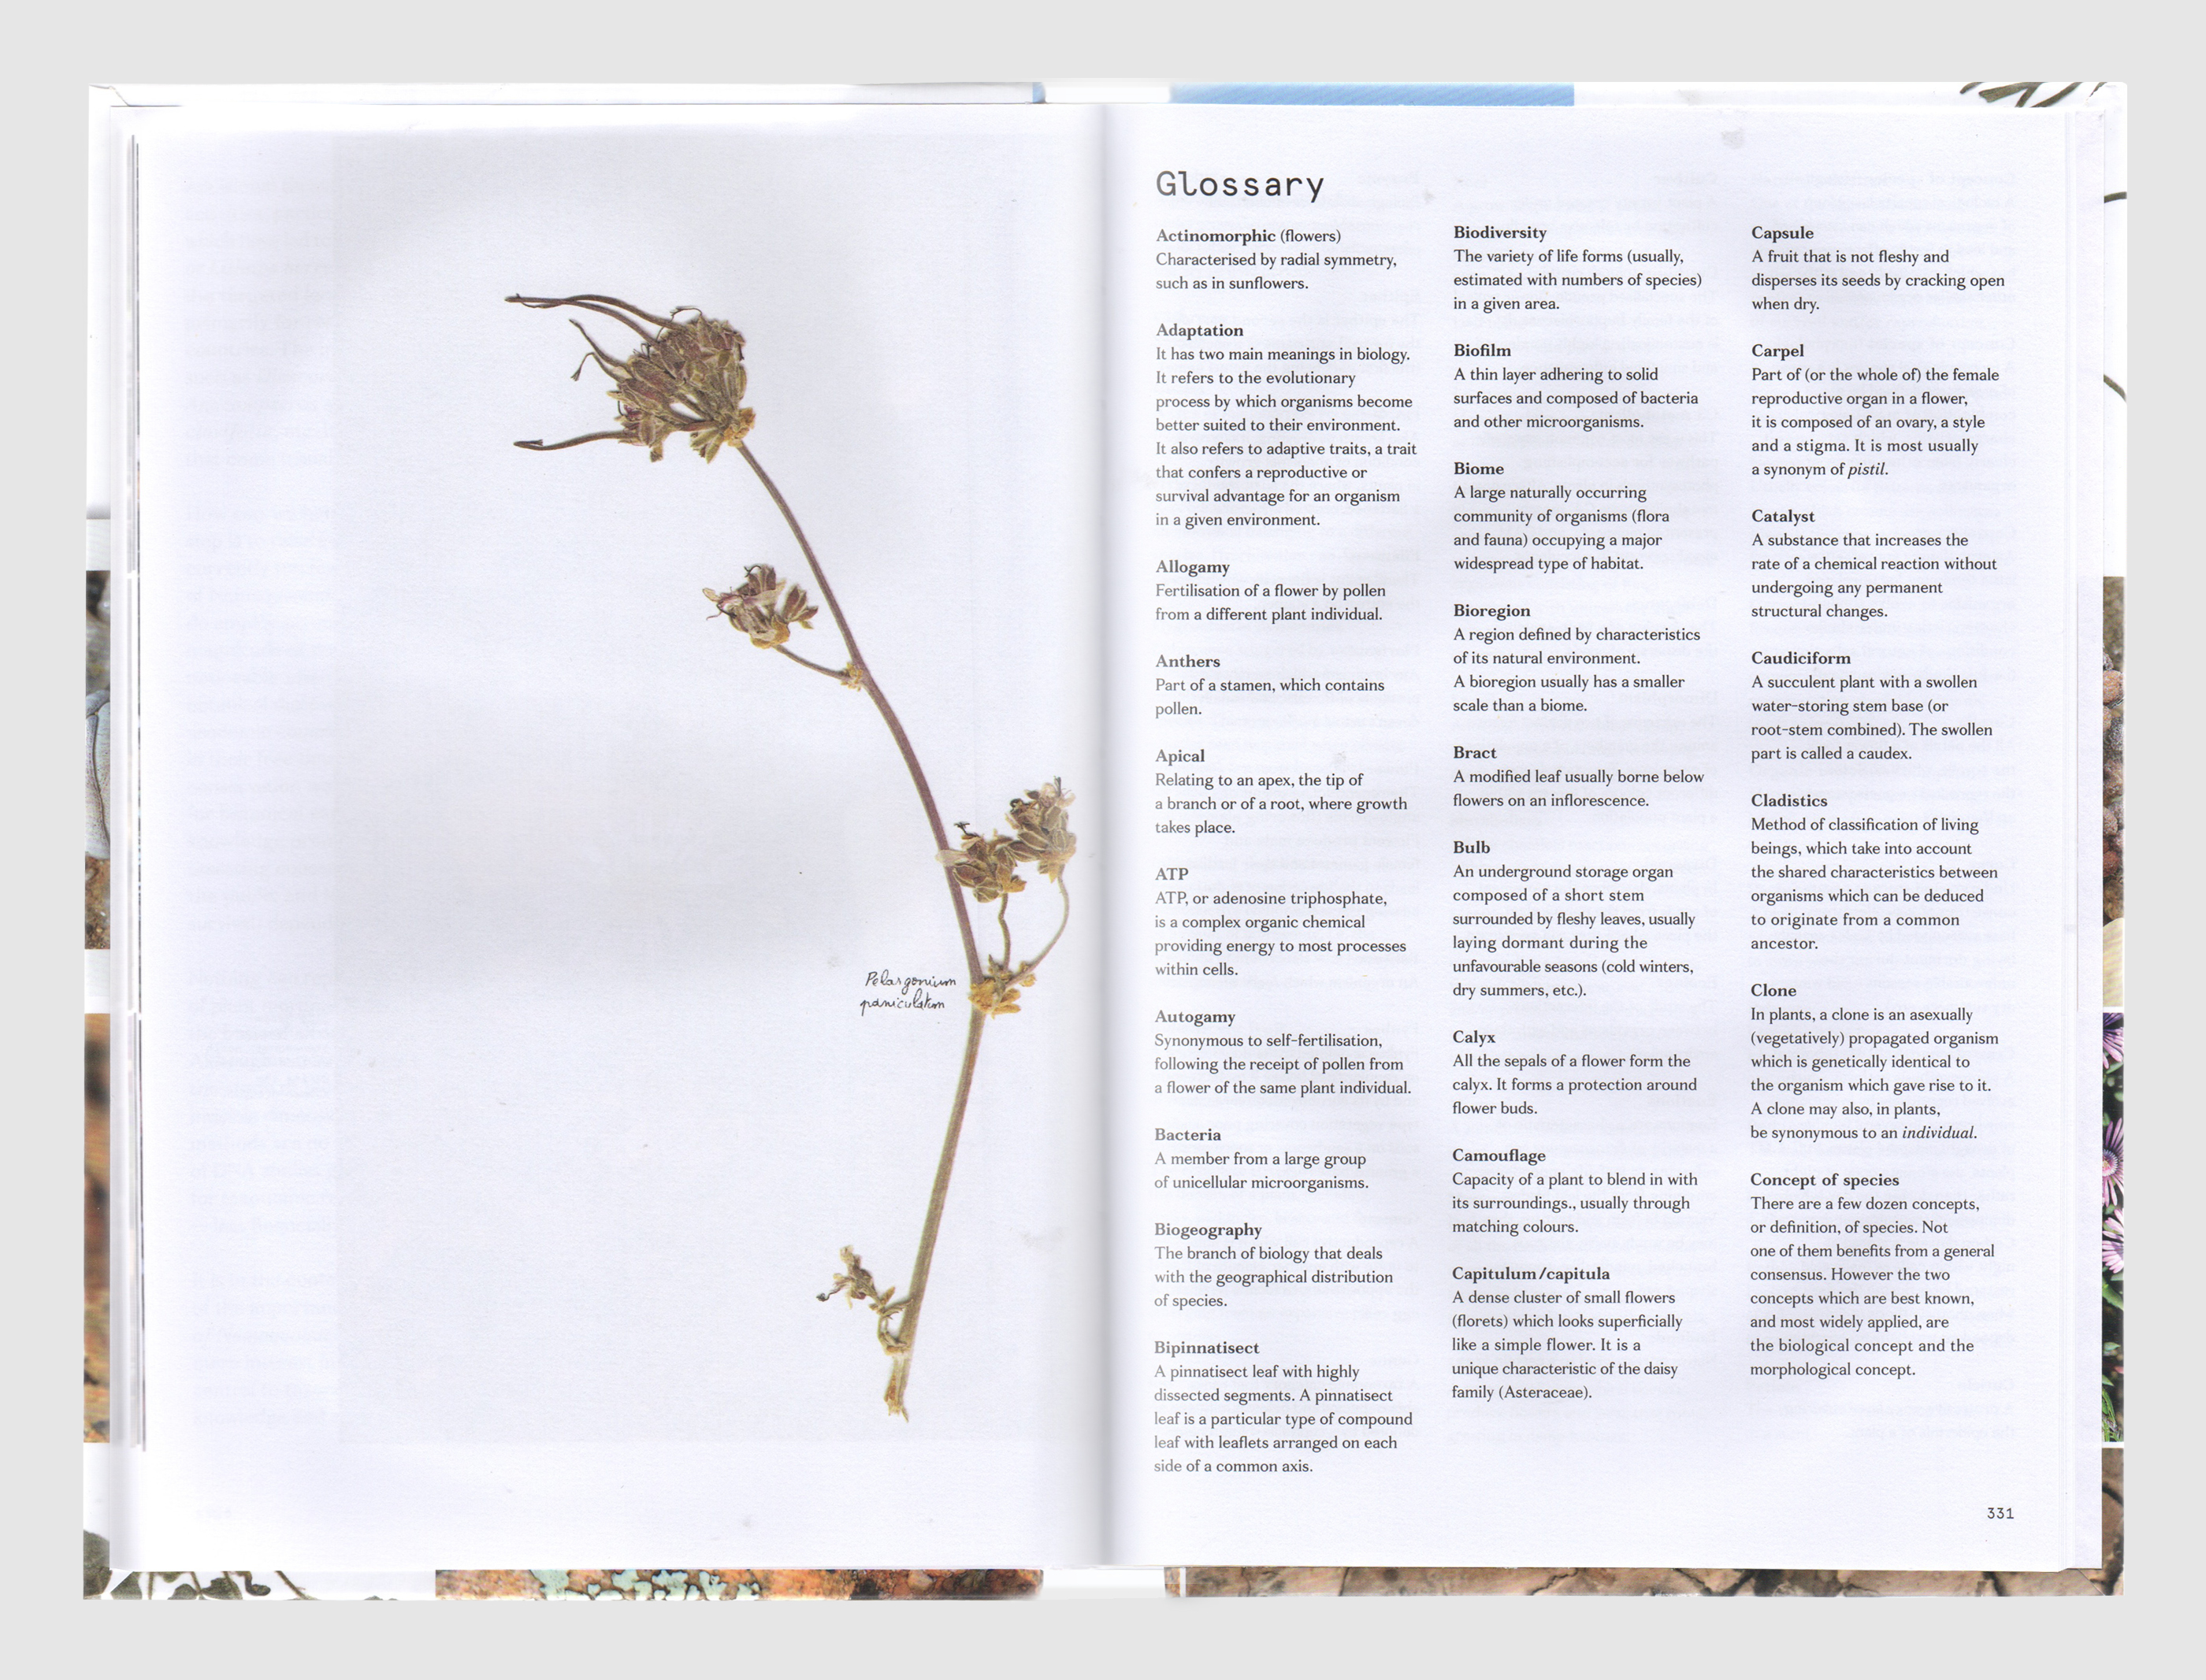 Pelargonium
paniculatum
Glossary
Actinomorphic (flowers)
Characterised by radial symmetry,
such as in sunflowers.
Adaptation
It has two main meanings in biology.
It refers to the evolutionary
process by which organisms become
better suited to their environment.
It also refers to adaptive traits, a trait
that confers a reproductive or
survival advantage for an organism
in a given environment.
Allogamy
Fertilisation of a flower by pollen
from a different plant individual.
Anthers
Part of a stamen, which contains
pollen.
Apical
Relating to an apex, the tip of
a branch or of a root, where growth
takes place.
ATP
ATP, or adenosine triphosphate,
is a complex organic chemical
providing energy to most processes
within cells.
Autogamy
Synonymous to self-fertilisation,
following the receipt of pollen from
a flower of the same plant individual.
Bacteria
A member from a large group
of unicellular microorganisms.
Biogeography
The branch of biology that deals
with the geographical distribution
of species.
Bipinnatisect
A pinnatisect leaf with highly
dissected segments. A pinnatisect
leaf is a particular type of compound
leaf with leaflets arranged on each
side of a common axis.
Biodiversity
The variety of life forms (usually,
estimated with numbers of species)
in a given area.
Biofilm
A thin layer adhering to solid
surfaces and composed of bacteria
and other microorganisms.
Biome
A large naturally occurring
community of organisms (flora
and fauna) occupying a major
widespread type of habitat.
Bioregion
A region defined by characteristics
of its natural environment.
A bioregion usually has a smaller
scale than a biome.
Bract
A modified leaf usually borne below
flowers on an inflorescence.
Bulb
An underground storage organ
composed of a short stem
surrounded by fleshy leaves, usually
laying dormant during the
unfavourable seasons (cold winters,
dry summers, etc.).
Calyx
All the sepals of a flower form the
calyx. It forms a protection around
flower buds.
Camouflage
Capacity of a plant to blend in with
its surroundings., usually through
matching colours.
Capitulum/capitula
A dense cluster of small flowers
(florets) which looks superficially
like a simple flower. It is a
unique characteristic of the daisy
family (Asteraceae).
Capsule
A fruit that is not fleshy and
disperses its seeds by cracking open
when dry.
Carpel
Part of (or the whole of) the female
reproductive organ in a flower,
it is composed of an ovary, a style
and a stigma. It is most usually
a synonym of pistil.
Catalyst
A substance that increases the
rate of a chemical reaction without
undergoing any permanent
structural changes.
Caudiciform
A succulent plant with a swollen
water-storing stem base (or
root-stem combined). The swollen
part is called a caudex.
Cladistics
Method of classification of living
beings, which take into account
the shared characteristics between
organisms which can be deduced
to originate from a common
ancestor.
Clone
In plants, a clone is an asexually
(vegetatively) propagated organism
which is genetically identical to
the organism which gave rise to it.
A clone may also, in plants,
be synonymous to an individual.
Concept of species
There are a few dozen concepts,
or definition, of species. Not
one of them benefits from a general
consensus. However the two
concepts which are best known,
and most widely applied, are
the biological concept and the
morphological concept.
331